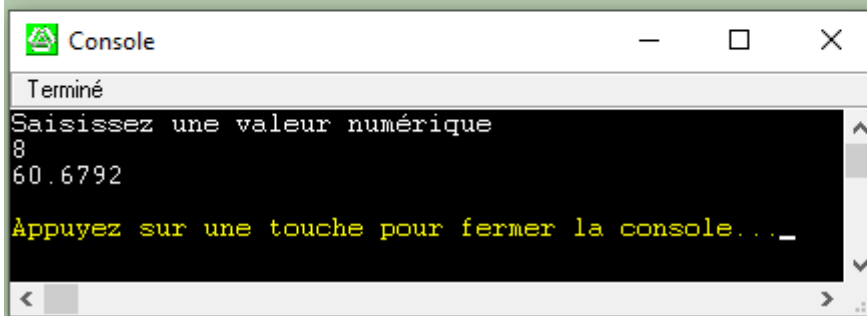 Console
Terminé
Saisissez une valeur numérique
8
60.6792
Appuyez sur une touche pour fermer la console..._